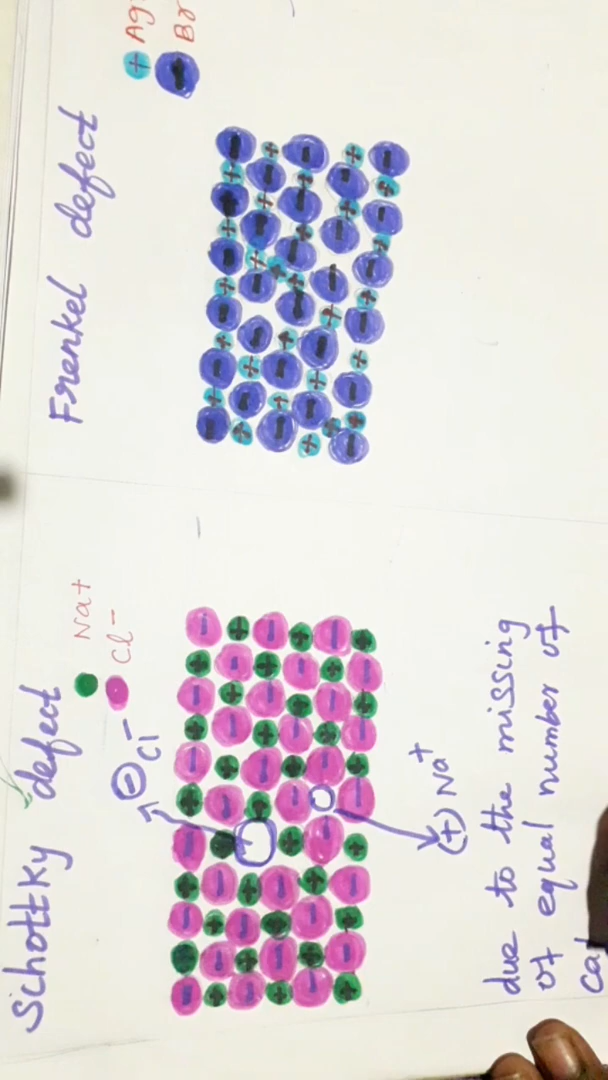 Schottky defect
Na+
Cl-
⊖ Cl-
(+) Na+
due to the missing
of equal number of
Frenkel defect
Ag+
Br